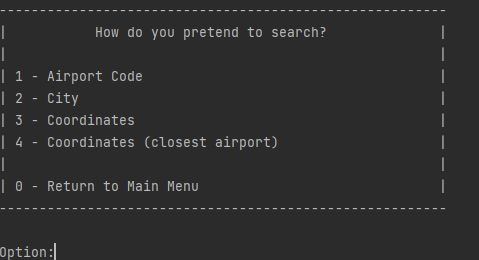 --------------------------------------------------------
|           How do you pretend to search?              |
|                                                      |
| 1 - Airport Code                                     |
| 2 - City                                             |
| 3 - Coordinates                                      |
| 4 - Coordinates (closest airport)                    |
|                                                      |
| 0 - Return to Main Menu                              |
--------------------------------------------------------
Option: